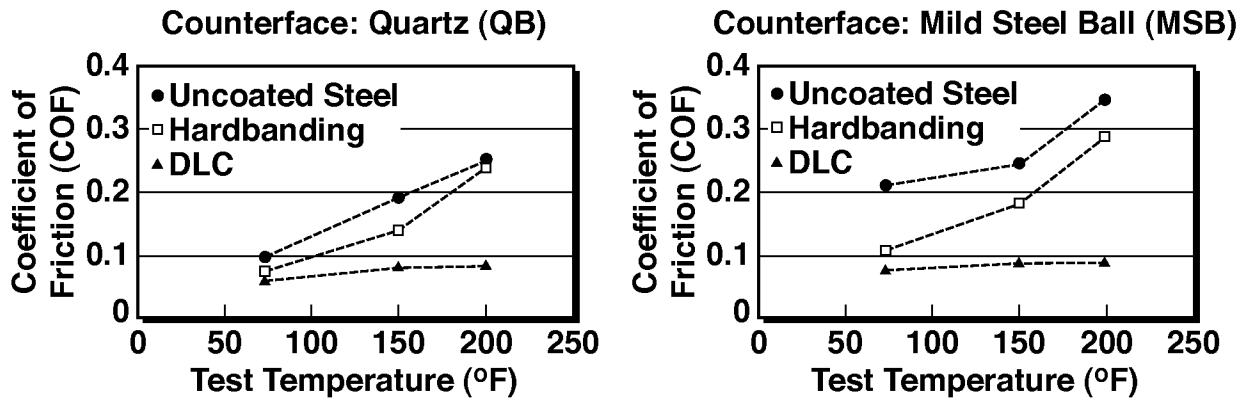 Counterface: Quartz (QB)
Coefficient of
Friction (COF)
0.4
0.3
0.2
0.1
0
Uncoated Steel
Hardbanding
DLC
0 50 100 150 200 250
Test Temperature (ºF)
Counterface: Mild Steel Ball (MSB)
Coefficient of
Friction (COF)
0.4
0.3
0.2
0.1
0
Uncoated Steel
Hardbanding
DLC
0 50 100 150 200 250
Test Temperature (ºF)